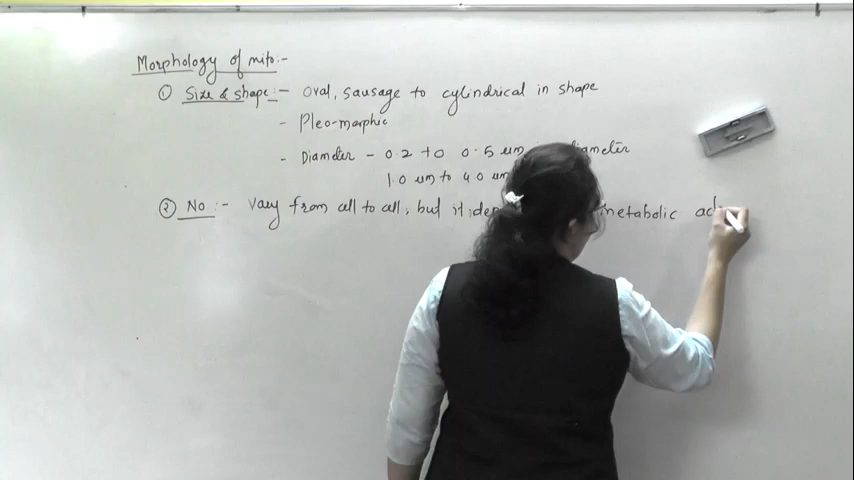 Morphology of mito:-
① Size & shape:- Oval, sausage to cylindrical in shape
- Pleo-morphic
- Diameter - 0.2 to 0.5 um diameter
1.0 um to 4.0 um
② No:- Vary from cell to cell, but it metabolic